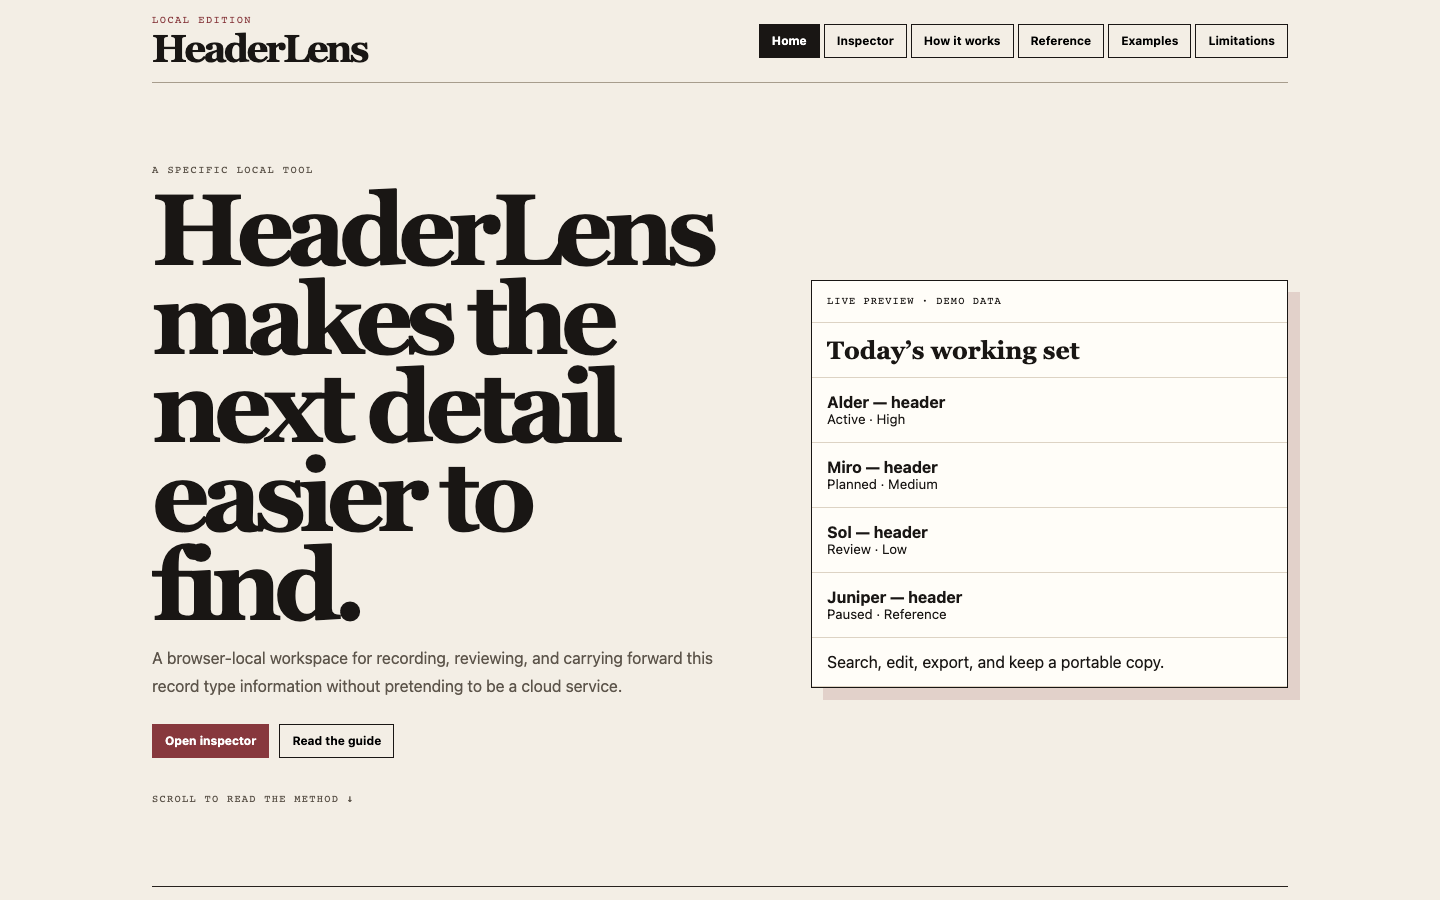 LOCAL EDITION
HeaderLens
Home
Inspector
How it works
Reference
Examples
Limitations
A SPECIFIC LOCAL TOOL
HeaderLens
makes the
next detail
easier to
find.
A browser-local workspace for recording, reviewing, and carrying forward this
record type information without pretending to be a cloud service.
Open inspector
Read the guide
SCROLL TO READ THE METHOD ↓
LIVE PREVIEW · DEMO DATA
Today’s working set
Alder — header
Active · High
Miro — header
Planned · Medium
Sol — header
Review · Low
Juniper — header
Paused · Reference
Search, edit, export, and keep a portable copy.